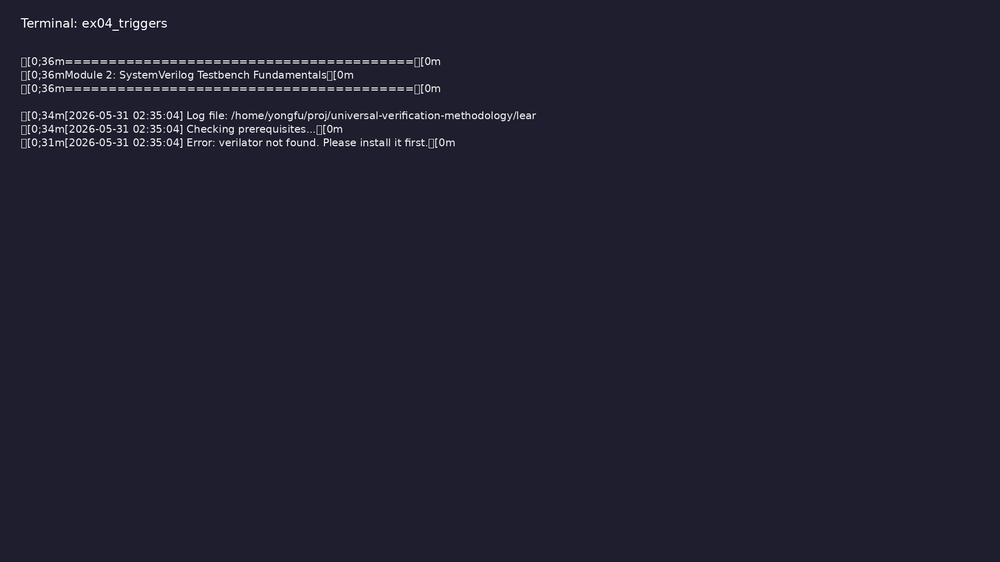 Terminal: ex04_triggers
▯[0;36m========================================▯[0m
▯[0;36mModule 2: SystemVerilog Testbench Fundamentals▯[0m
▯[0;36m========================================▯[0m
▯[0;34m[2026-05-31 02:35:04] Log file: /home/yongfu/proj/universal-verification-methodology/lear
▯[0;34m[2026-05-31 02:35:04] Checking prerequisites...▯[0m
▯[0;31m[2026-05-31 02:35:04] Error: verilator not found. Please install it first.▯[0m